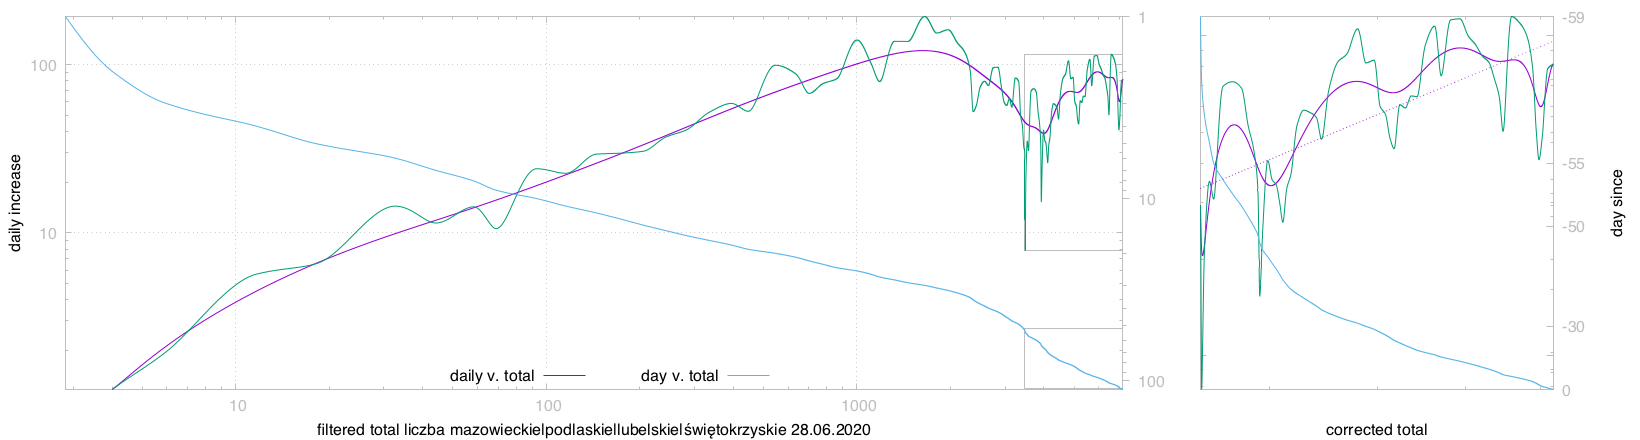 daily increase
100
10
10
100
1000
1
10
100
daily v. total
day v. total
filtered total liczba mazowieckie|podlaskie|lubelskie|świętokrzyskie 28.06.2020
-59
-55
-50
-30
0
day since
corrected total